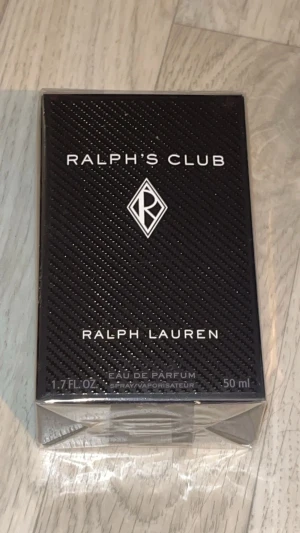 RALPH'S CLUB
R
RALPH LAUREN
EAU DE PARFUM
1.7 FL. OZ. SPRAY/VAPORISATEUR 50 ml